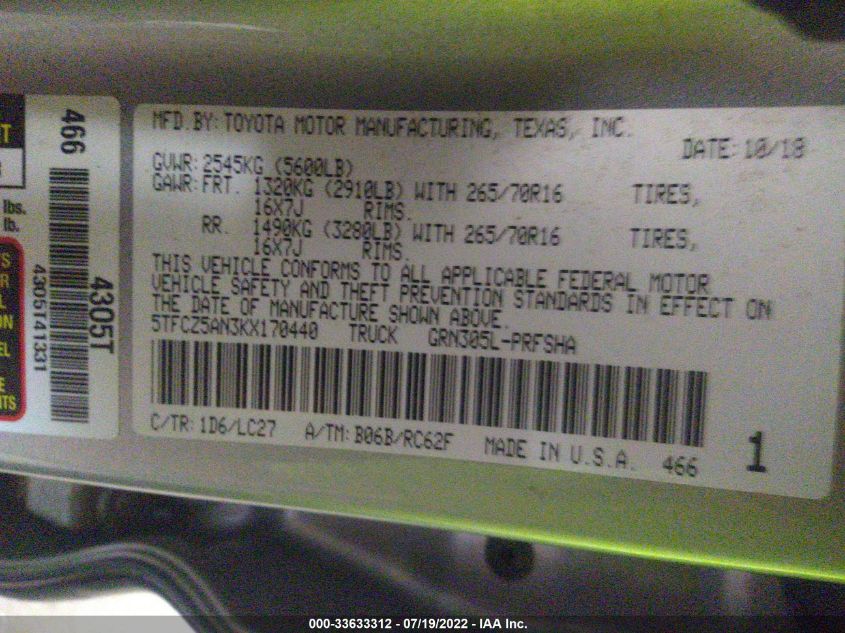 MFD.BY:TOYOTA MOTOR MANUFACTURING, TEXAS, INC.
DATE:10/18
GVWR:2545KG (5600LB)
GAWR:FRT. 1320KG (2910LB) WITH 265/70R16 TIRES,
16X7J RIMS.
RR. 1490KG (3280LB) WITH 265/70R16 TIRES,
16X7J RIMS.
THIS VEHICLE CONFORMS TO ALL APPLICABLE FEDERAL MOTOR
VEHICLE SAFETY AND THEFT PREVENTION STANDARDS IN EFFECT ON
THE DATE OF MANUFACTURE SHOWN ABOVE.
5TFCZ5AN3KX170440 TRUCK GRN305L-PRFSHA
C/TR:1D6/LC27 A/TM:B06B/RC62F MADE IN U.S.A. 466 1
466
4305T
4305T41331
lbs.
lb.
000-33633312 - 07/19/2022 - IAA Inc.